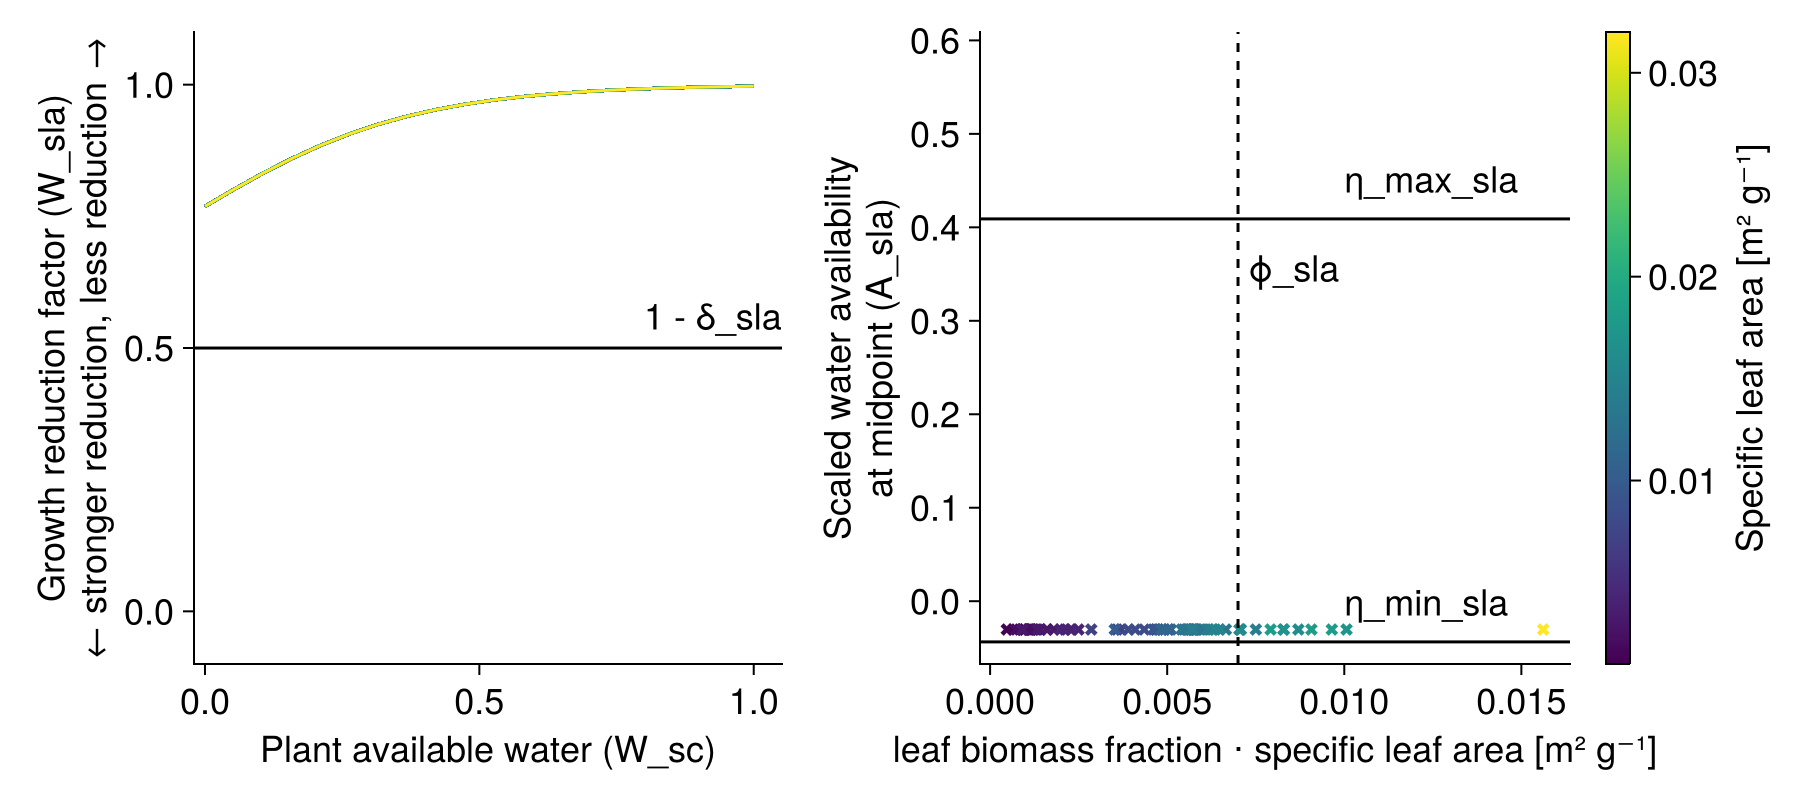 Growth reduction factor (W_sla)
← stronger reduction, less reduction →
1.0
0.5
0.0
1 - δ_sla
0.0
0.5
1.0
Plant available water (W_sc)
Scaled water availability
at midpoint (A_sla)
0.6
0.5
0.4
0.3
0.2
0.1
0.0
η_max_sla
ϕ_sla
η_min_sla
0.000
0.005
0.010
0.015
leaf biomass fraction · specific leaf area [m² g⁻¹]
0.03
0.02
0.01
Specific leaf area [m² g⁻¹]